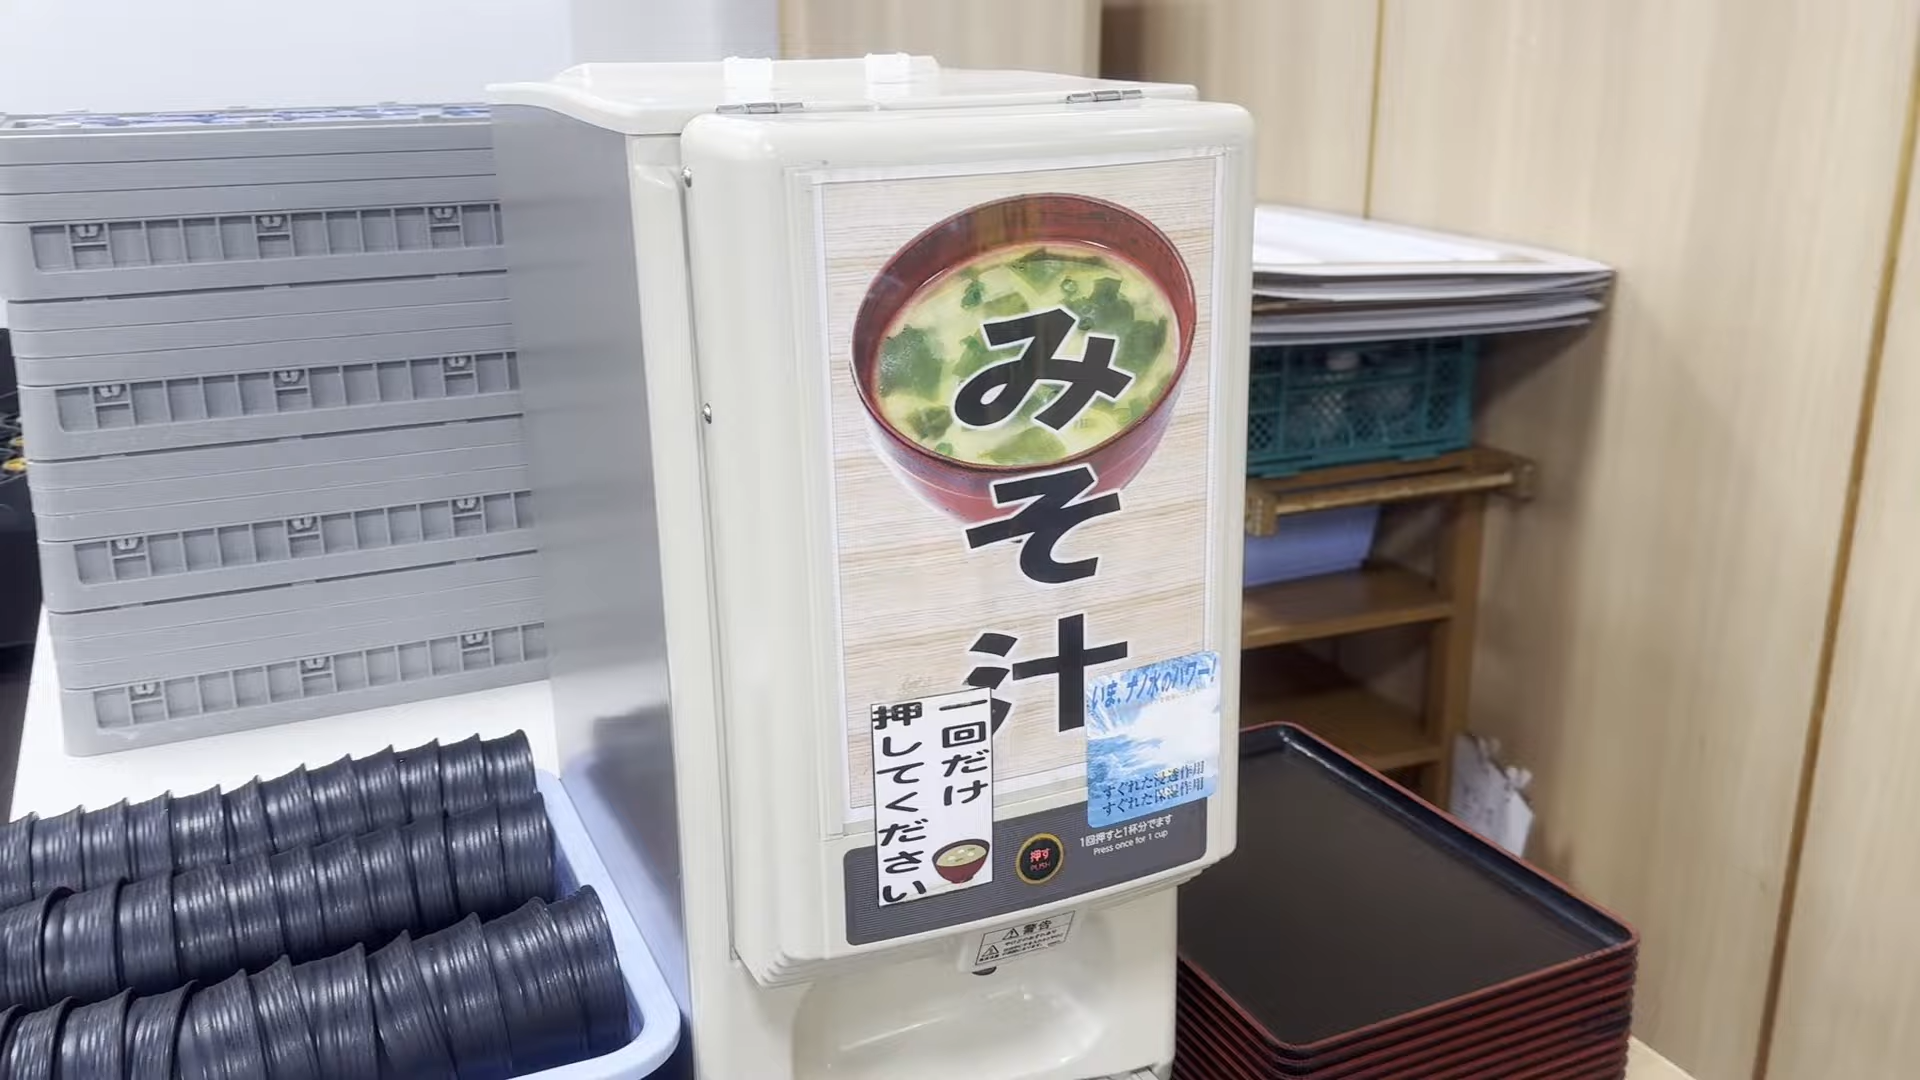 みそ汁
いま、ナノ水のパワー!
すぐれた浸透作用
すぐれた保湿作用
一回だけ
押してください
押す
PUSH
1回押すと1杯分でます
Press once for 1 cup
警告